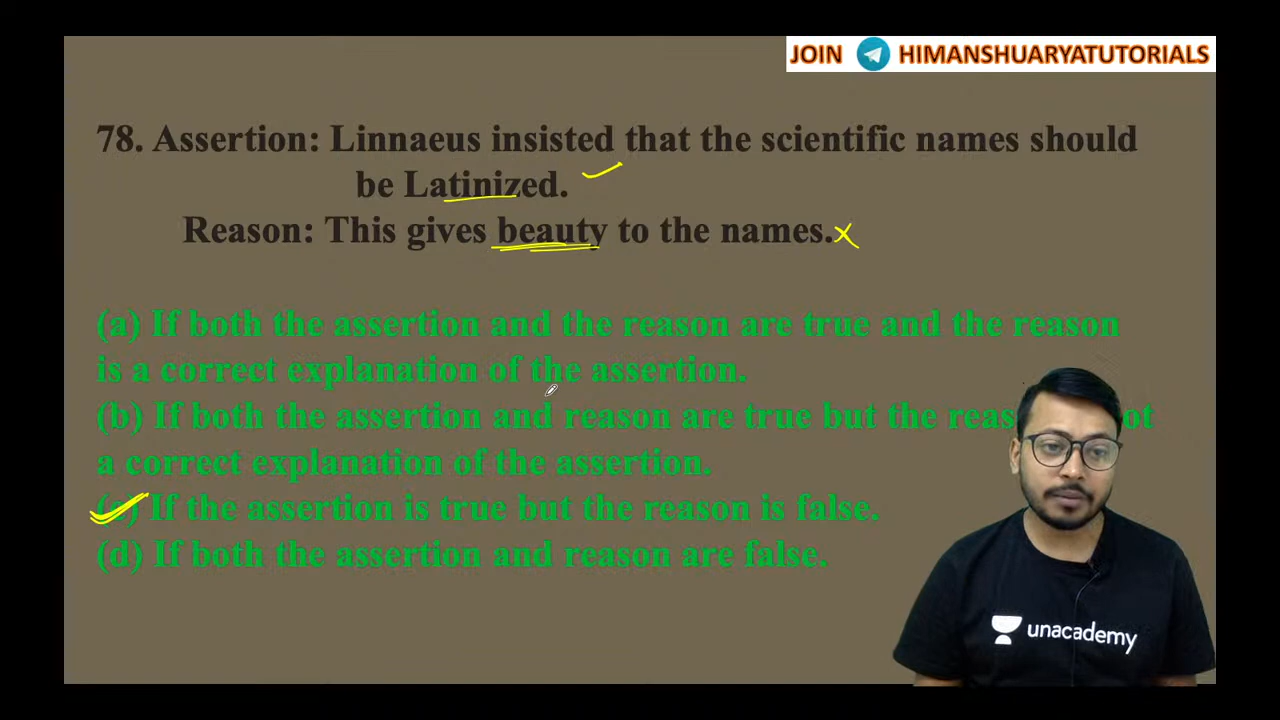 JOIN HIMANSHUARYATUTORIALS
78. Assertion: Linnaeus insisted that the scientific names should
be Latinized.
Reason: This gives beauty to the names.
(a) If both the assertion and the reason are true and the reason
is a correct explanation of the assertion.
(b) If both the assertion and reason are true but the
a correct explanation of the assertion.
(c) If the assertion is true but the reason is false.
(d) If both the assertion and reason are false.
unacademy